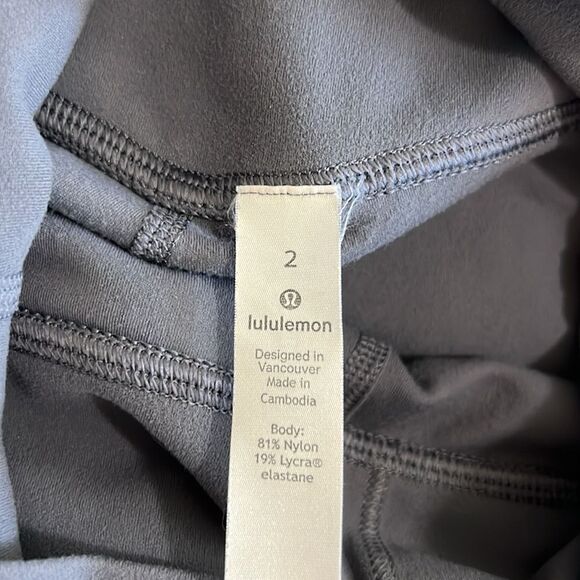 2
lululemon
Designed in
Vancouver
Made in
Cambodia
Body:
81% Nylon
19% Lycra®
elastane